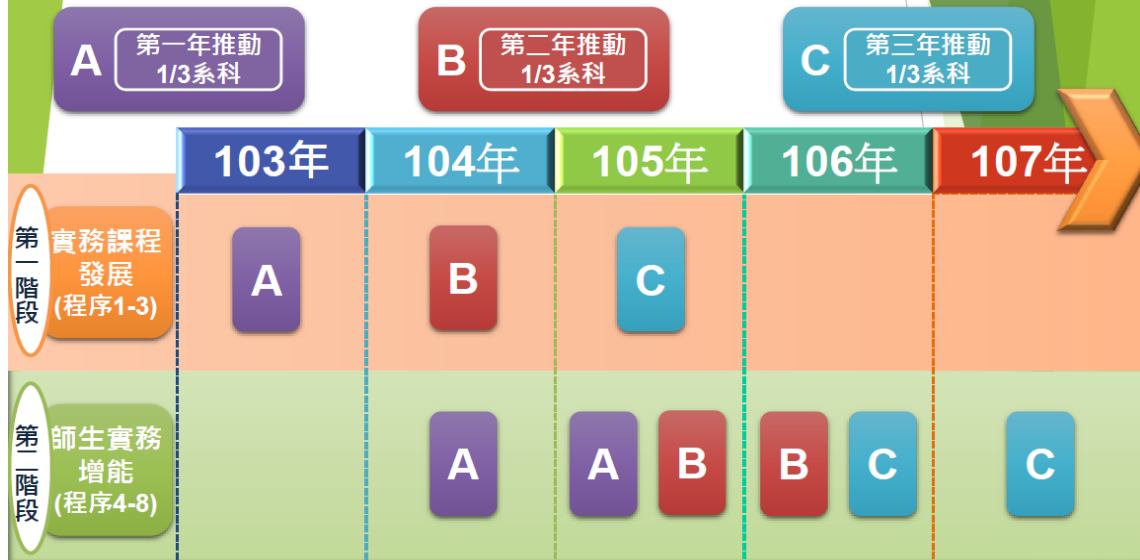 A
第一年推動
1/3系科
B
第二年推動
1/3系科
C
第三年推動
1/3系科
103年
104年
105年
106年
107年
第一階段
實務課程
發展
(程序1-3)
A
B
C
第二階段
師生實務
增能
(程序4-8)
A
A
B
B
C
C